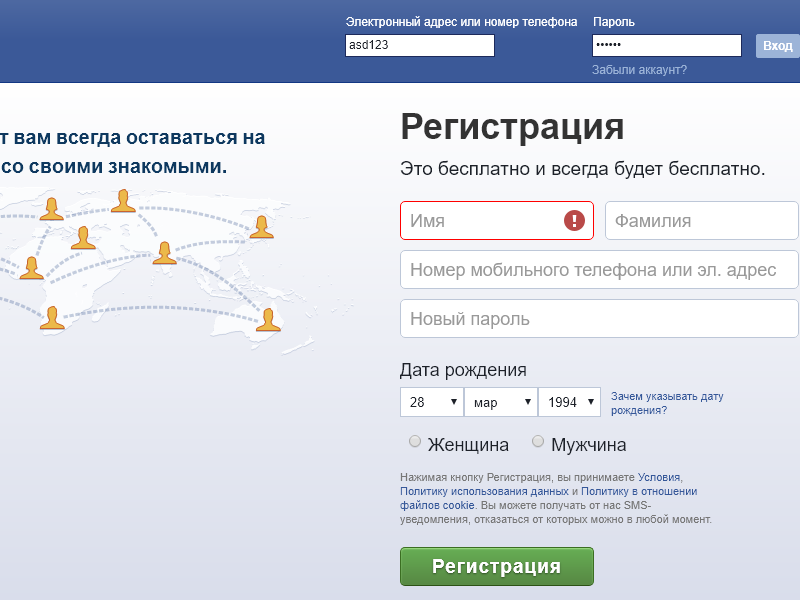 Электронный адрес или номер телефона
Пароль
asd123
••••••
Вход
Забыли аккаунт?
т вам всегда оставаться на
со своими знакомыми.
Регистрация
Это бесплатно и всегда будет бесплатно.
Имя
Фамилия
Номер мобильного телефона или эл. адрес
Новый пароль
Дата рождения
28
мар
1994
Зачем указывать дату
рождения?
Женщина
Мужчина
Нажимая кнопку Регистрация, вы принимаете Условия,
Политику использования данных и Политику в отношении
файлов cookie. Вы можете получать от нас SMS-
уведомления, отказаться от которых можно в любой момент.
Регистрация